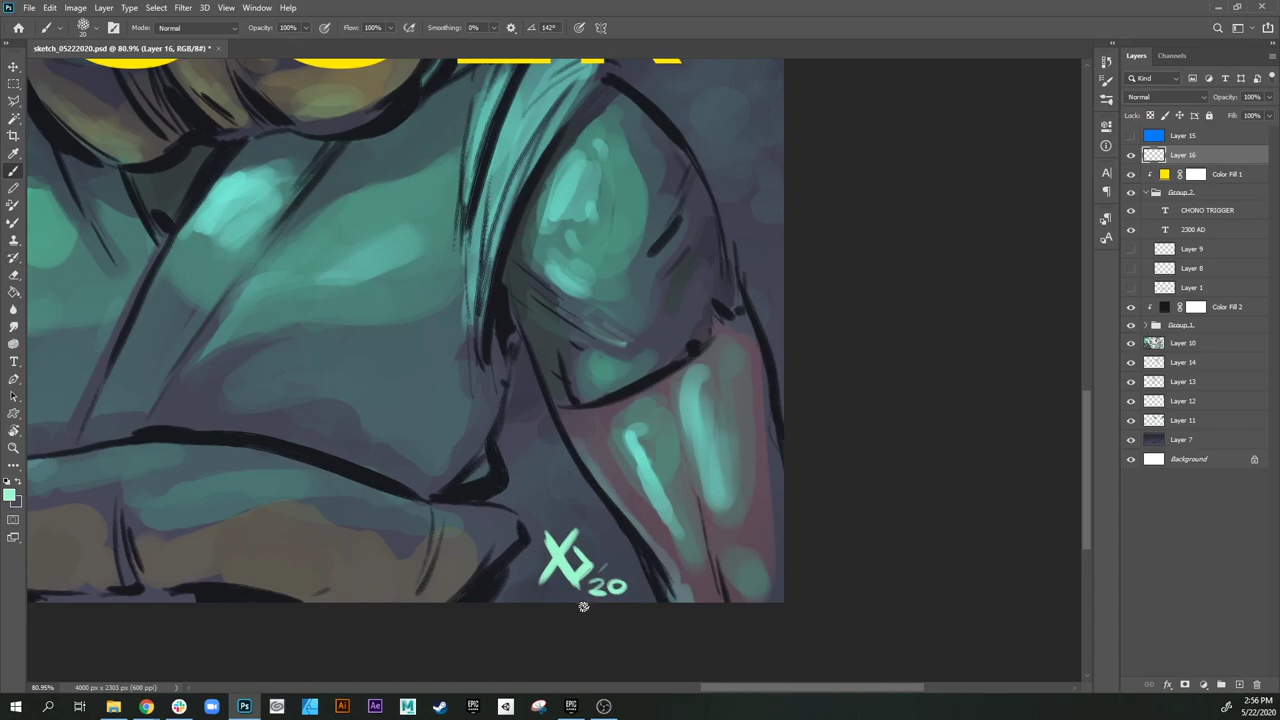 File Edit Image Layer Type Select Filter 3D View Window Help
Mode: Normal Opacity: 100% Flow: 100% Smoothing: 0% 142°
20
sketch_05222020.psd @ 80.9% (Layer 16, RGB/8#) * ×
Layers Channels
Kind
Normal Opacity: 100%
Lock: Fill: 100%
Layer 15
Layer 16
Color Fill 1
Group 2
CHONO TRIGGER
2300 AD
Layer 9
Layer 8
Layer 1
Color Fill 2
Group 1
Layer 10
Layer 14
Layer 13
Layer 12
Layer 11
Layer 7
Background
'20
80.95% 4000 px x 2303 px (600 ppi)
2:56 PM
5/22/2020